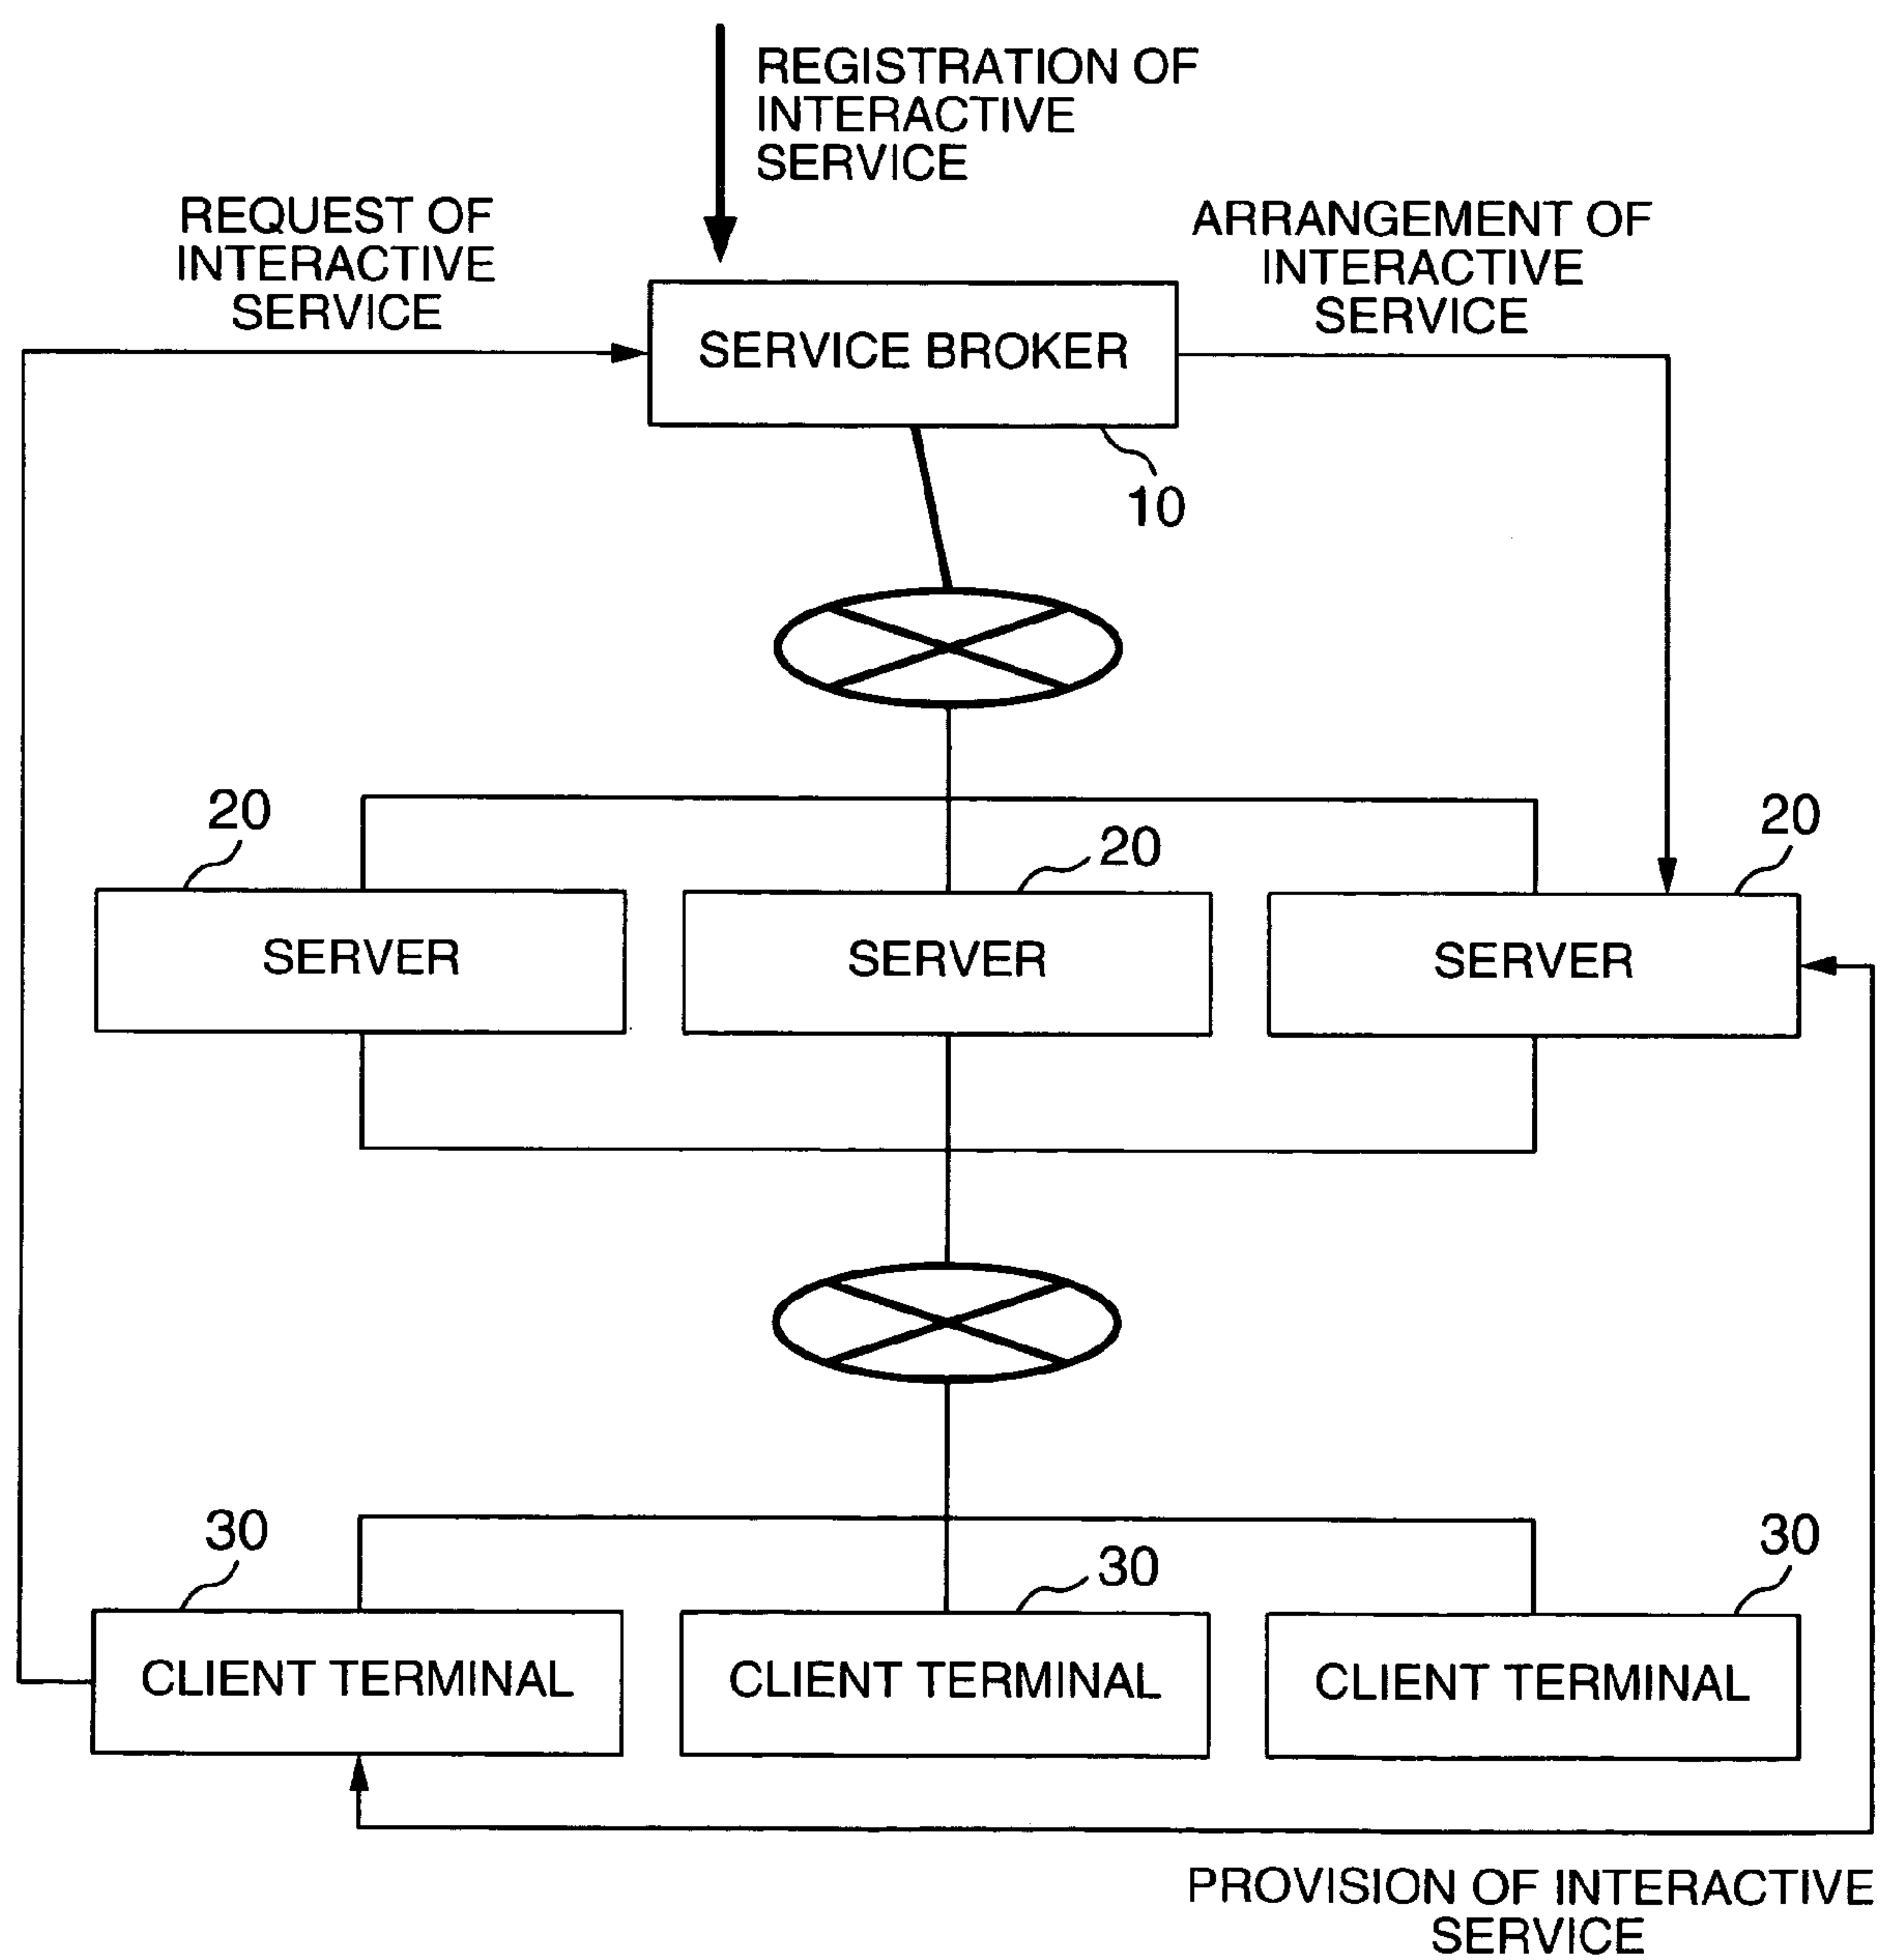 REGISTRATION OF
INTERACTIVE
SERVICE
REQUEST OF
INTERACTIVE
SERVICE
ARRANGEMENT OF
INTERACTIVE
SERVICE
SERVICE BROKER
10
20
20
20
SERVER
SERVER
SERVER
30
30
30
CLIENT TERMINAL
CLIENT TERMINAL
CLIENT TERMINAL
PROVISION OF INTERACTIVE
SERVICE